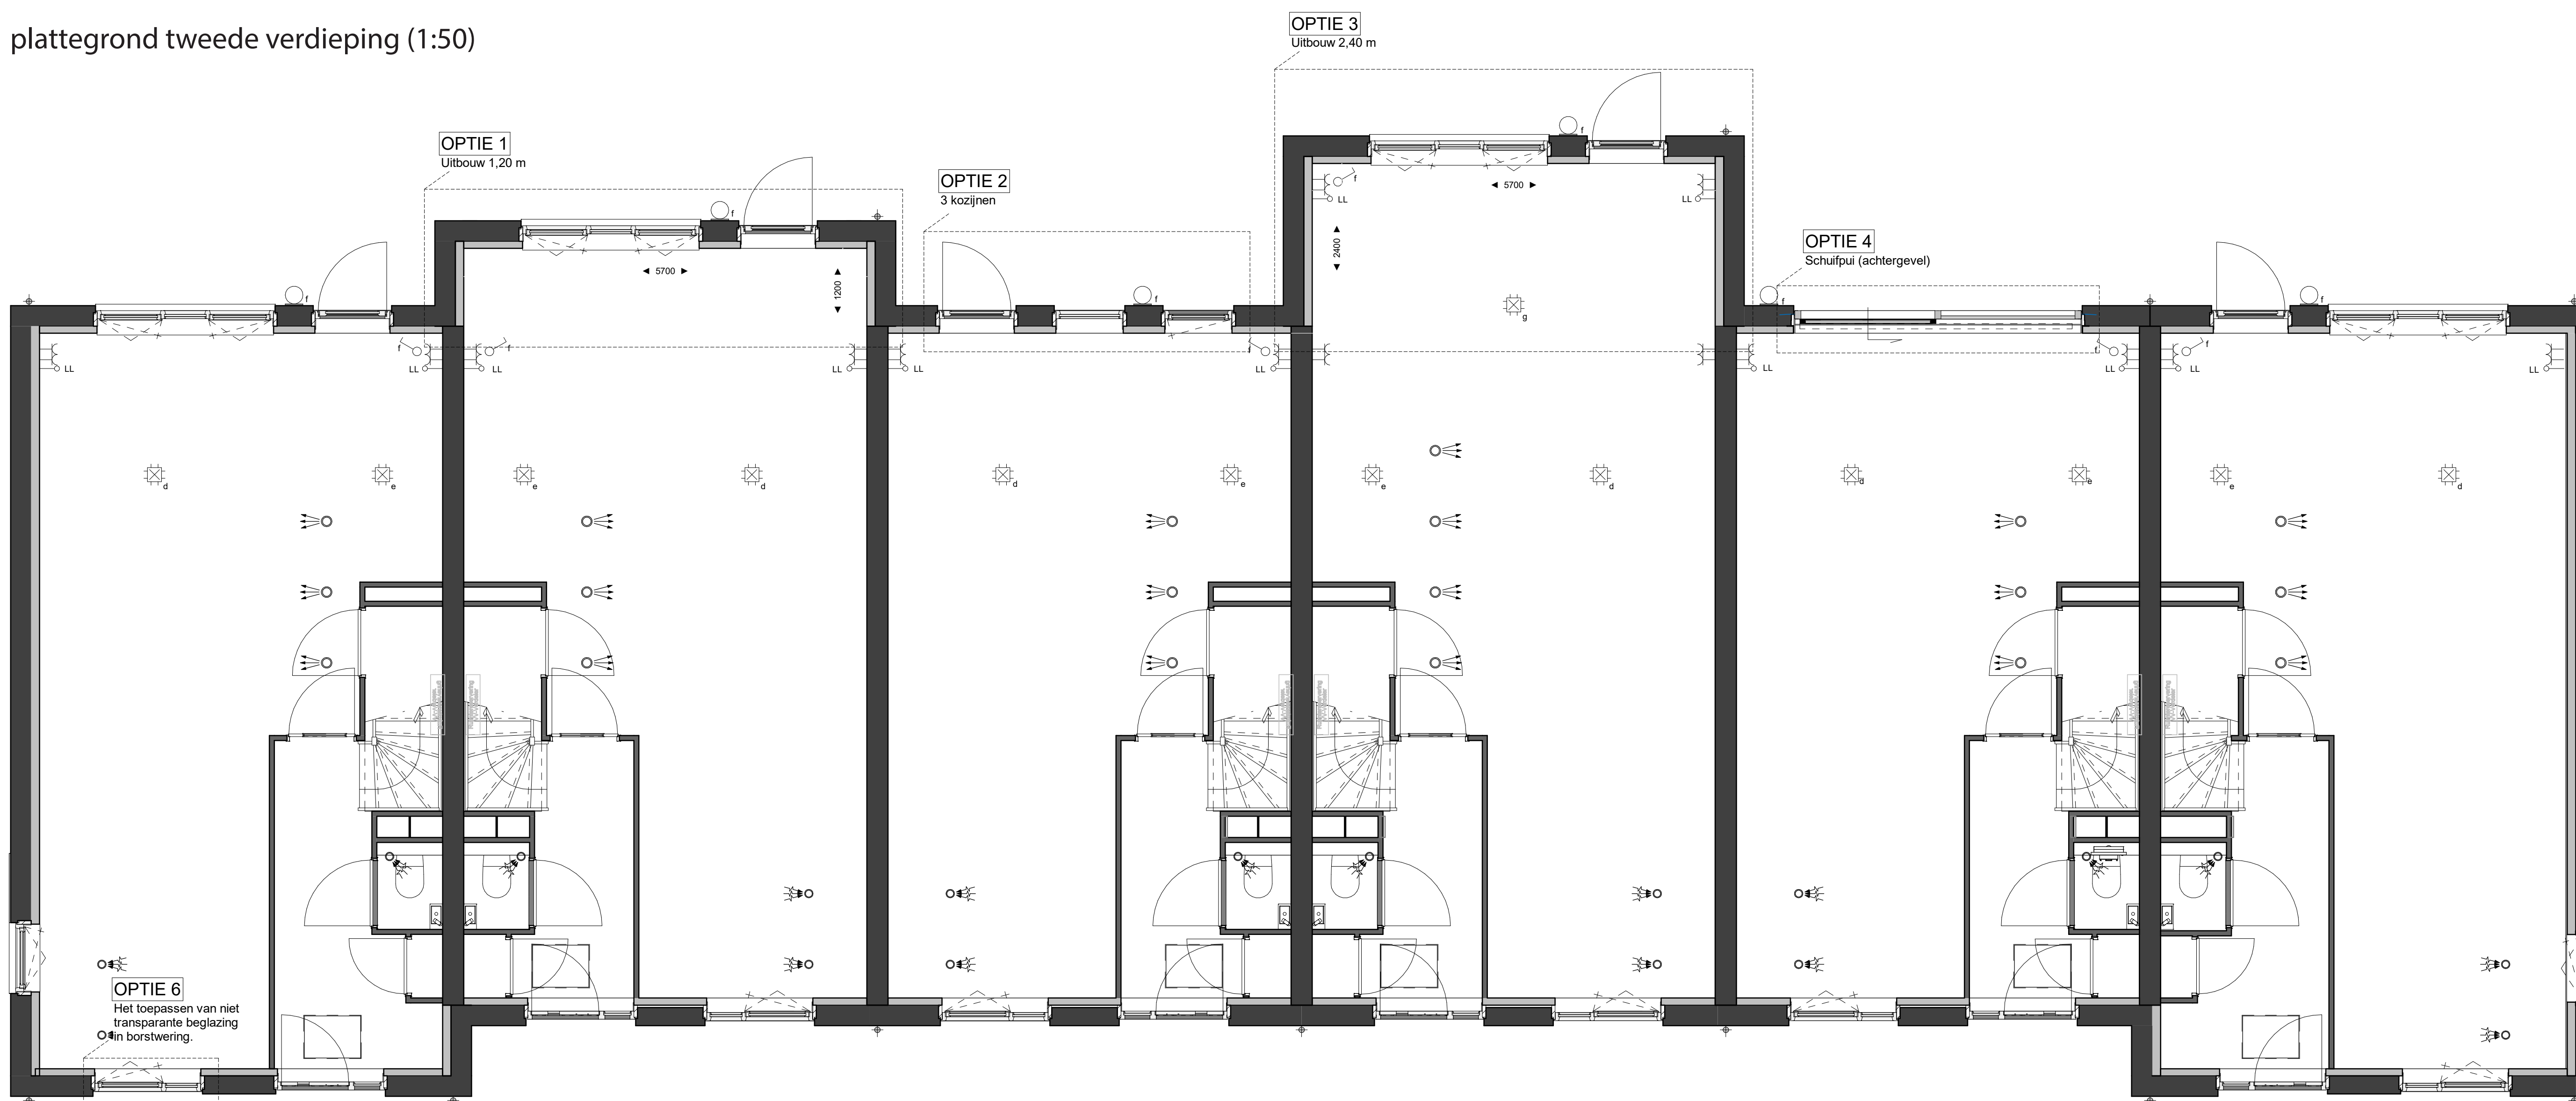 plattegrond tweede verdieping (1:50)
OPTIE 3
Uitbouw 2,40 m
OPTIE 1
Uitbouw 1,20 m
OPTIE 2
3 kozijnen
OPTIE 4
Schuifpui (achtergevel)
f
f
f
f
f
f
5700
1200
5700
2400
f
LL
LL
g
LL
f
LL
f
LL
LL
LL
f
LL
LL
f
LL
f
LL
LL
d
e
e
d
d
e
e
d
d
e
e
d
OPTIE 6
Het toepassen van niet
transparante beglazing
in borstwering.